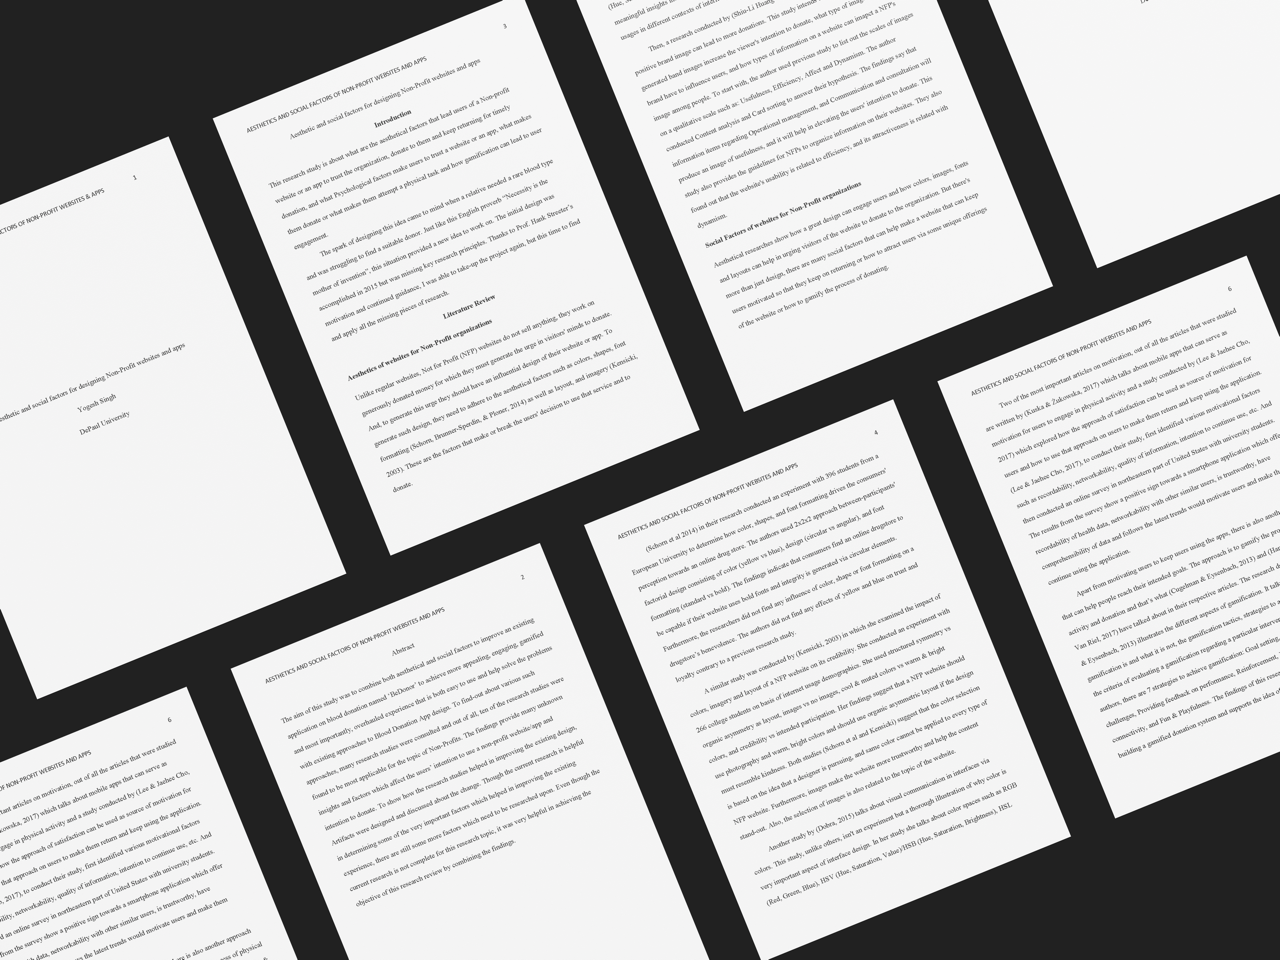 1
CTORS OF NON-PROFIT WEBSITES & APPS
esthetic and social factors for designing Non-Profit websites and apps
Yogesh Singh
DePaul University
3
AESTHETICS AND SOCIAL FACTORS OF NON-PROFIT WEBSITES AND APPS
Aesthetic and social factors for designing Non-Profit websites and apps
Introduction
This research study is about what are the aesthetical factors that lead users of a Non-profit
website or an app to trust the organization, donate to them and keep returning for timely
donation, and what Psychological factors make users to trust a website or an app, what makes
them donate or what makes them attempt a physical task and how gamification can lead to user
engagement.
The spark of designing this idea came to mind when a relative needed a rare blood type
and was struggling to find a suitable donor. Just like this English proverb "Necessity is the
mother of invention", this situation provided a new idea to work on. The initial design was
accomplished in 2015 but was missing key research principles. Thanks to Prof. Hank Streeter's
motivation and continued guidance, I was able to take-up the project again, but this time to find
and apply all the missing pieces of research.
Literature Review
Aesthetics of websites for Non-Profit organizations
Unlike regular websites, Not for Profit (NFP) websites do not sell anything, they work on
generously donated money for which they must generate the urge in visitors' minds to donate.
And, to generate this urge they should have an influential design of their website or app. To
generate such design, they need to adhere to the aesthetical factors such as colors, shapes, font
formatting (Schorn, Brunner-Sperdin, & Ploner, 2014) as well as layout, and imagery (Kensicki,
2003). These are the factors that make or break the users' decision to use that service and to
donate.
meaningful insights
images in different contexts of
Then, a research conducted by (Shiu-Li Huang
positive brand image can lead to more donations. This study intends
generated band images increase the viewer's intention to donate, what type of
brand have to influence users, and how types of information on a website can impact a NFP's
image among people. To start with, the author used previous study to list out the scales of images
on a qualitative scale such as: Usefulness, Efficiency, Affect and Dynamism. The author
conducted Content analysis and Card sorting to answer their hypothesis. The findings say that
information items regarding Operational management, and Communication and consultation will
produce an image of usefulness, and it will help in elevating the users' intention to donate. This
study also provides the guidelines for NFPs to organize information on their websites. They also
found out that the website's usability is related to efficiency, and its attractiveness is related with
dynamism.
Social Factors of websites for Non-Profit organizations
Aesthetical researches show how a great design can engage users and how colors, images, fonts
and layouts can help in urging visitors of the website to donate to the organization. But there's
more than just design, there are many social factors that can help make a website that can keep
users motivated so that they keep on returning or how to attract users via some unique offerings
of the website or how to gamify the process of donating.
6
AESTHETICS AND SOCIAL FACTORS OF NON-PROFIT WEBSITES AND APPS
Two of the most important articles on motivation, out of all the articles that were studied
are written by (Kunka & Żakowska, 2017) which talks about mobile apps that can serve as
motivation for users to engage in physical activity and a study conducted by (Lee & Jaehee Cho,
2017) which explored how the approach of satisfaction can be used as source of motivation for
users and how to use that approach on users to make them return and keep using the application.
(Lee & Jaehee Cho, 2017), to conduct their study, first identified various motivational factors
such as recordability, networkability, quality of information, intention to continue use, etc. And
then conducted an online survey in northeastern part of United States with university students.
The results from the survey show a positive sign towards a smartphone application which
recordability of health data, networkability with other similar users, is trustworthy, have
comprehensibility of data and follows the latest trends would motivate users and make
continue using the application.
Apart from motivating users to keep using the apps, there is also
that can help people reach their intended goals. The approach is to gamify the
activity and donation and that's what (Cugelman & Eysenbach, 2013) and
Van Riel, 2017) have talked about in their respective articles. The research
& Eysenbach, 2013) illustrates the different aspects of gamification. It
gamification is and what it is not, the gamification tactics, strategies
the criteria of evaluating a gamification regarding a particular
authors, there are 7 strategies to achieve gamification: Goal
challenges, Providing feedback on performance, Reinforcement,
connectivity, and Fun & Playfulness. The findings of this
building a gamified donation system and supports the idea
4
AESTHETICS AND SOCIAL FACTORS OF NON-PROFIT WEBSITES AND APPS
(Schorn et al 2014) in their research conducted an experiment with 396 students from a
European University to determine how color, shapes, and font formatting drives the consumers'
perception towards an online drug store. The authors used 2x2x2 approach between-participants'
factorial design consisting of color (yellow vs blue), design (circular vs angular), and font
formatting (standard vs bold). The findings indicate that consumers find an online drugstore to
be capable if their website uses bold fonts and integrity is generated via circular elements.
Furthermore, the researchers did not find any influence of color, shape or font formatting on a
drugstore's benevolence. The authors did not find any effects of yellow and blue on trust and
loyalty contrary to a previous research study.
A similar study was conducted by (Kensicki, 2003) in which she examined the impact of
colors, imagery and layout of a NFP website on its credibility. She conducted an experiment with
266 college students on basis of internet usage demographics. She used structured symmetry vs
organic asymmetry as layout, images vs no images, cool & muted colors vs warm & bright
colors, and credibility vs intended participation. Her findings suggest that a NFP website should
use photography and warm, bright colors and should use organic asymmetric layout if the design
must resemble kindness. Both studies (Schorn et al and Kensicki) suggest that the color selection
is based on the idea that a designer is pursuing, and same color cannot be applied to every type of
NFP website. Furthermore, images make the website more trustworthy and help the content
stand-out. Also, the selection of images is also related to the topic of the website.
Another study by (Dobra, 2015) talks about visual communication in interfaces via
colors. This study, unlike others, isn't an experiment but a thorough illustration of why color is
very important aspect of interface design. In her study she talks about color spaces such as RGB
(Red, Green, Blue), HSV (Hue, Saturation, Value)/HSB (Hue, Saturation, Brightness), HSL
2
AESTHETICS AND SOCIAL FACTORS OF NON-PROFIT WEBSITES AND APPS
Abstract
The aim of this study was to combine both aesthetical and social factors to improve an existing
application on blood donation named "BeDonor" to achieve more appealing, engaging, gamified
and most importantly, overhauled experience that is both easy to use and help solve the problems
with existing approaches to Blood Donation App design. To find-out about various such
approaches, many research studies were consulted and out of all, ten of the research studies were
found to be most applicable for the topic of Non-Profits. The findings provide many unknown
insights and factors which affect the users' intention to use a non-profit website/app and
intention to donate. To show how the research studies helped in improving the existing design,
Artifacts were designed and discussed about the change. Though the current research is helpful
in determining some of the very important factors which helped in improving the existing
experience, there are still some more factors which need to be researched upon. Even though the
current research is not complete for this research topic, it was very helpful in achieving the
objective of this research review by combining the findings.
6
OF NON-PROFIT WEBSITES AND APPS
articles on motivation, out of all the articles that were studied
2017) which talks about mobile apps that can serve as
engage in physical activity and a study conducted by (Lee & Jaehee Cho,
the approach of satisfaction can be used as source of motivation for
that approach on users to make them return and keep using the application.
2017), to conduct their study, first identified various motivational factors
networkability, quality of information, intention to continue use, etc. And
an online survey in northeastern part of United States with university students.
from the survey show a positive sign towards a smartphone application which offer
data, networkability with other similar users, is trustworthy, have
the latest trends would motivate users and make them
is also another approach
of physical
&